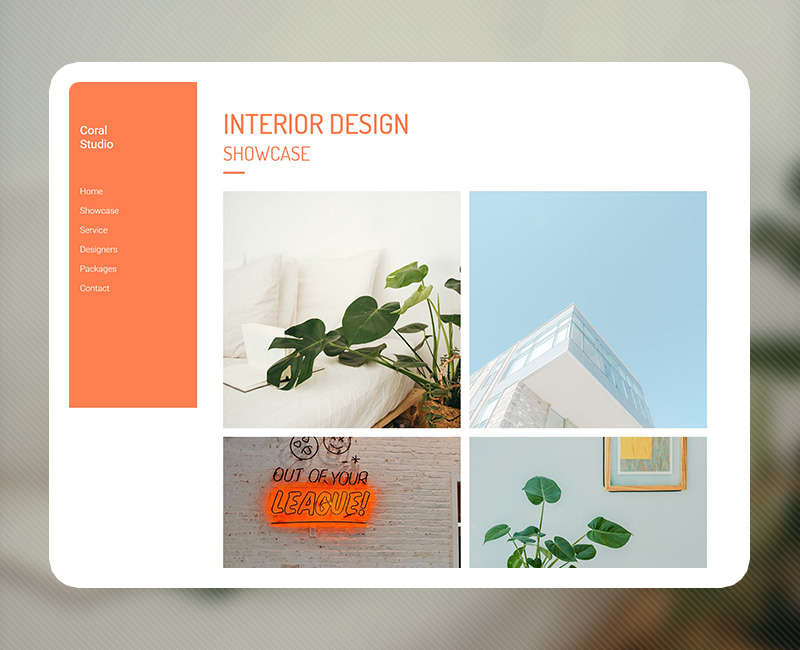 Coral
Studio
Home
Showcase
Service
Designers
Packages
Contact
INTERIOR DESIGN
SHOWCASE
OUT OF YOUR
LEAGUE!